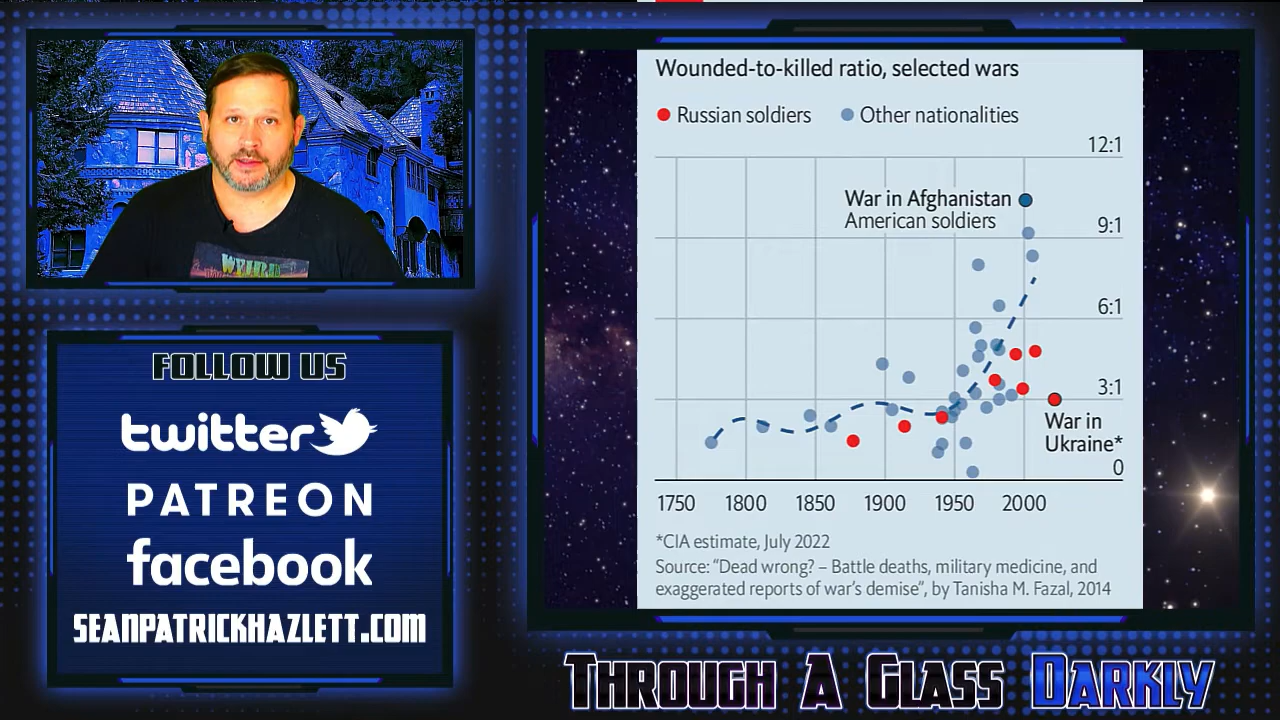 Wounded-to-killed ratio, selected wars
Russian soldiers
Other nationalities
12:1
War in Afghanistan
American soldiers
9:1
6:1
3:1
War in
Ukraine*
0
1750 1800 1850 1900 1950 2000
*CIA estimate, July 2022
Source: “Dead wrong? – Battle deaths, military medicine, and
exaggerated reports of war's demise”, by Tanisha M. Fazal, 2014
FOLLOW US
twitter
PATREON
facebook
SEANPATRICKHAZLETT.COM
THROUGH A GLASS DARKLY